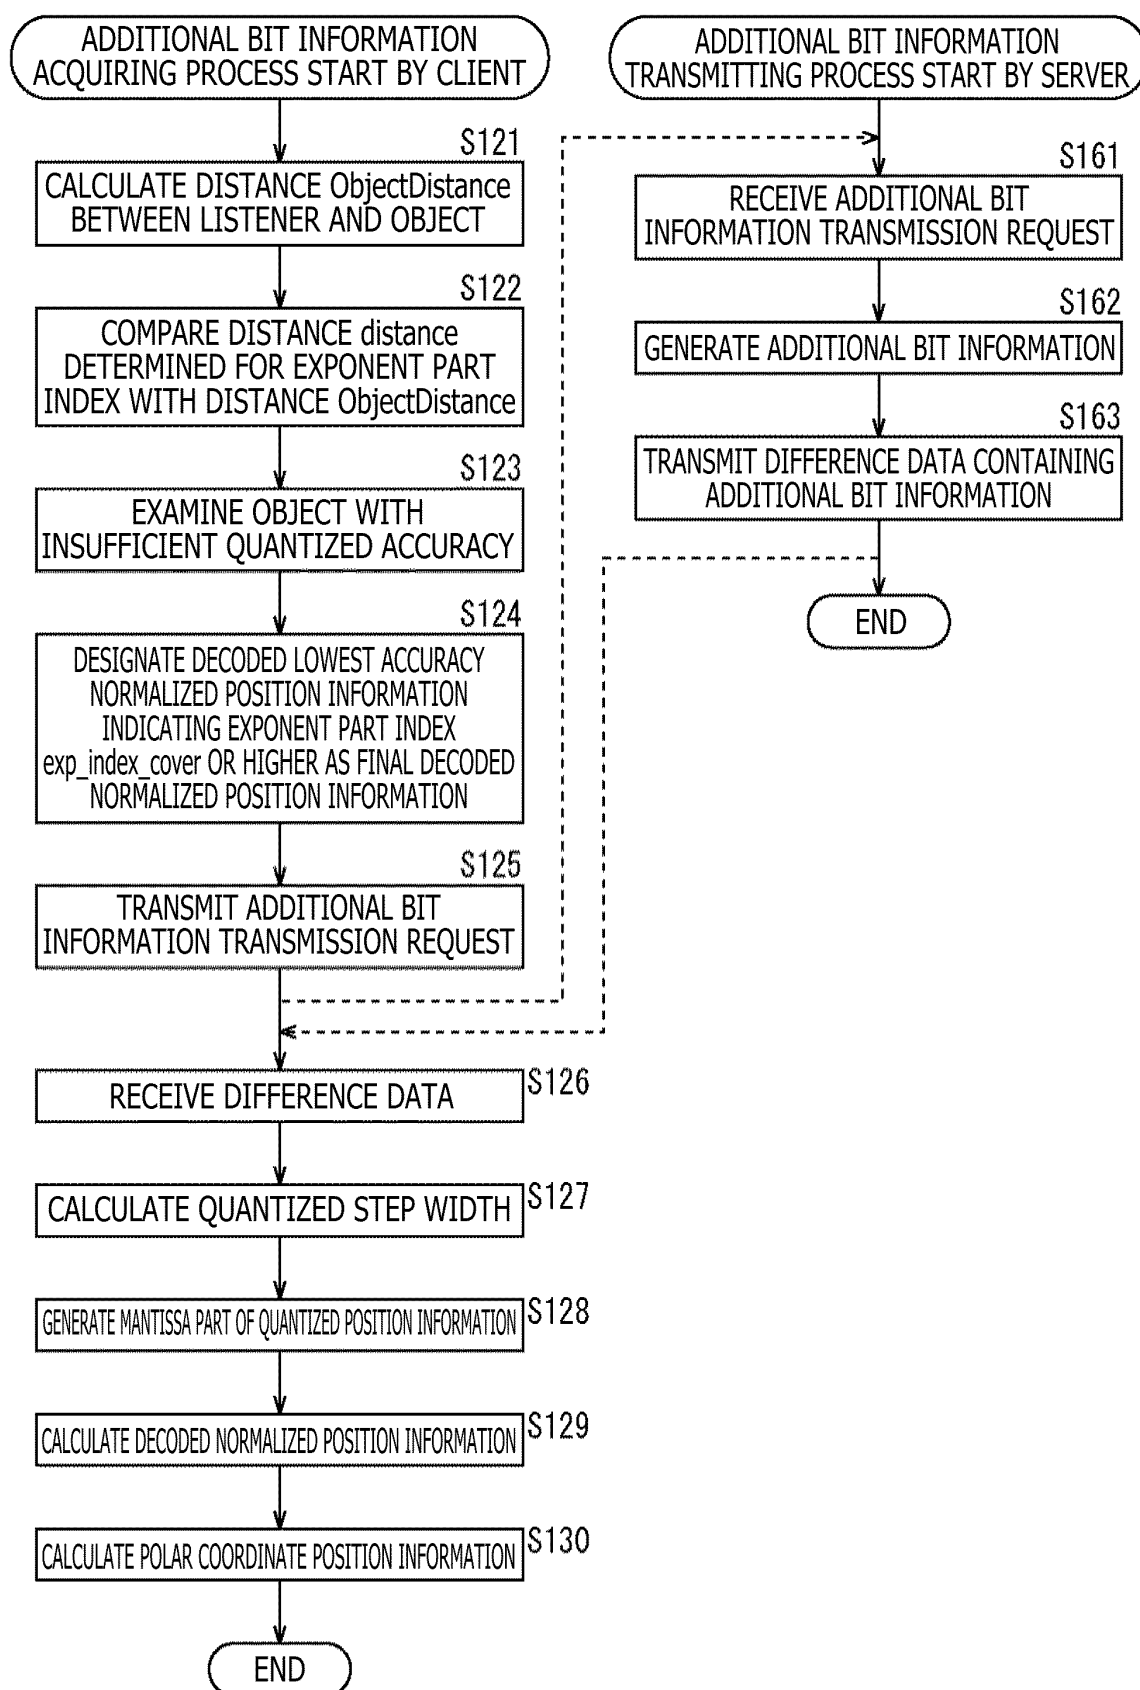 ADDITIONAL BIT INFORMATION
ACQUIRING PROCESS START BY CLIENT
S121
CALCULATE DISTANCE ObjectDistance
BETWEEN LISTENER AND OBJECT
S122
COMPARE DISTANCE distance
DETERMINED FOR EXPONENT PART
INDEX WITH DISTANCE ObjectDistance
S123
EXAMINE OBJECT WITH
INSUFFICIENT QUANTIZED ACCURACY
S124
DESIGNATE DECODED LOWEST ACCURACY
NORMALIZED POSITION INFORMATION
INDICATING EXPONENT PART INDEX
exp_index_cover OR HIGHER AS FINAL DECODED
NORMALIZED POSITION INFORMATION
S125
TRANSMIT ADDITIONAL BIT
INFORMATION TRANSMISSION REQUEST
RECEIVE DIFFERENCE DATA
S126
CALCULATE QUANTIZED STEP WIDTH
S127
GENERATE MANTISSA PART OF QUANTIZED POSITION INFORMATION
S128
CALCULATE DECODED NORMALIZED POSITION INFORMATION
S129
CALCULATE POLAR COORDINATE POSITION INFORMATION
S130
END
ADDITIONAL BIT INFORMATION
TRANSMITTING PROCESS START BY SERVER
S161
RECEIVE ADDITIONAL BIT
INFORMATION TRANSMISSION REQUEST
S162
GENERATE ADDITIONAL BIT INFORMATION
S163
TRANSMIT DIFFERENCE DATA CONTAINING
ADDITIONAL BIT INFORMATION
END